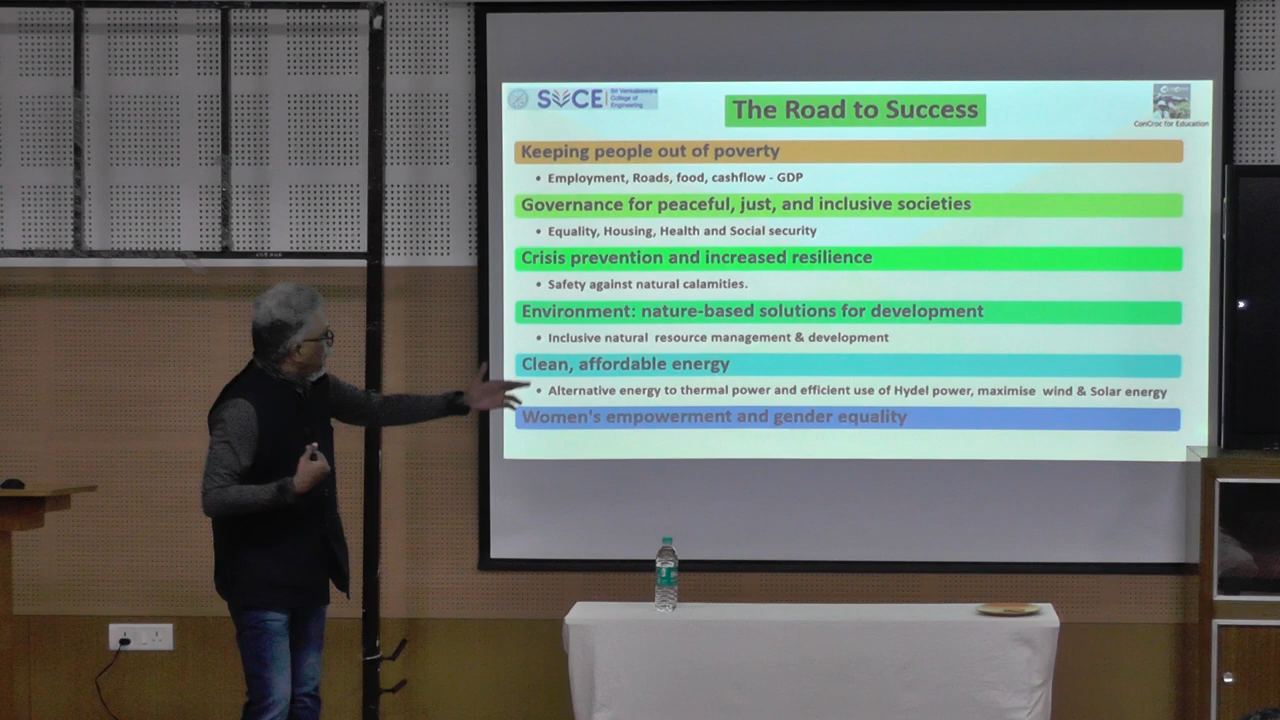 SVCE
Sri Venkateswara
College of
Engineering
The Road to Success
ConCroc for Education
Keeping people out of poverty
• Employment, Roads, food, cashflow - GDP
Governance for peaceful, just, and inclusive societies
• Equality, Housing, Health and Social security
Crisis prevention and increased resilience
• Safety against natural calamities.
Environment: nature-based solutions for development
• Inclusive natural resource management & development
Clean, affordable energy
• Alternative energy to thermal power and efficient use of Hydel power, maximise wind & Solar energy
Women's empowerment and gender equality